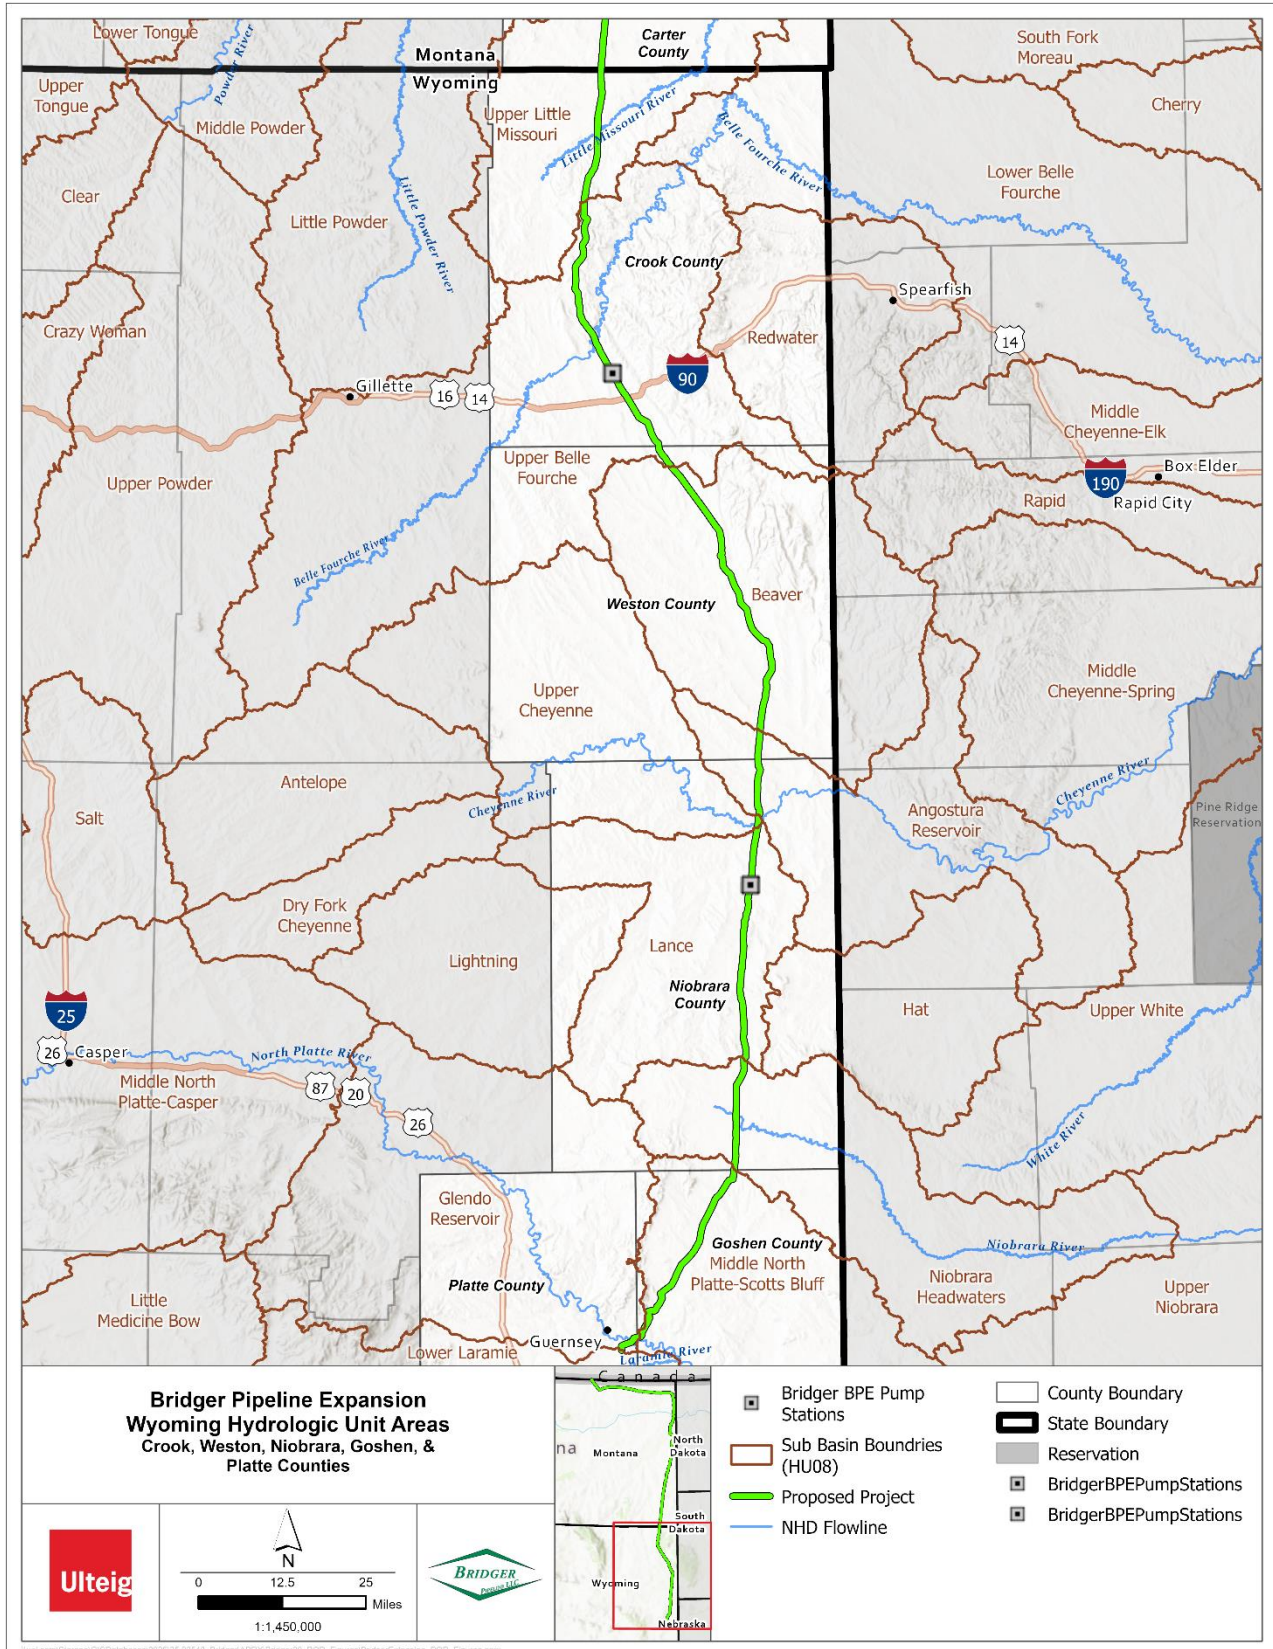 Lower Tongue
Powder River
Carter
County
South Fork
Moreau
Montana
Wyoming
Upper
Tongue
Middle Powder
Upper Little
Missouri
Little Missouri River
Belle Fourche River
Cherry
Clear
Little Powder
Little Powder River
Lower Belle
Fourche
Crook County
Spearfish
Crazy Woman
Redwater
14
Gillette
16
14
90
Middle
Cheyenne-Elk
Upper Belle
Fourche
Upper Powder
190
Box Elder
Rapid
Rapid City
Belle Fourche River
Weston County
Beaver
Upper
Cheyenne
Middle
Cheyenne-Spring
Antelope
Cheyenne River
Cheyenne River
Salt
Angostura
Reservoir
Pine Ridge
Reservation
Dry Fork
Cheyenne
Lightning
Lance
Niobrara
County
Hat
Upper White
25
26
Casper
North Platte River
Middle North
Platte-Casper
87
20
26
White River
Glendo
Reservoir
Goshen County
Middle North
Platte-Scotts Bluff
Niobrara River
Platte County
Niobrara
Headwaters
Upper
Niobrara
Little
Medicine Bow
Guernsey
Lower Laramie
Laramie River
Bridger Pipeline Expansion
Wyoming Hydrologic Unit Areas
Crook, Weston, Niobrara, Goshen, &
Platte Counties
Ulteig
N
0 12.5 25
Miles
1:1,450,000
BRIDGER
PIPELINE LLC
Canada
na
Montana
North
Dakota
South
Dakota
Wyoming
Nebraska
Bridger BPE Pump
Stations
Sub Basin Boundries
(HU08)
Proposed Project
NHD Flowline
County Boundary
State Boundary
Reservation
BridgerBPEPumpStations
BridgerBPEPumpStations